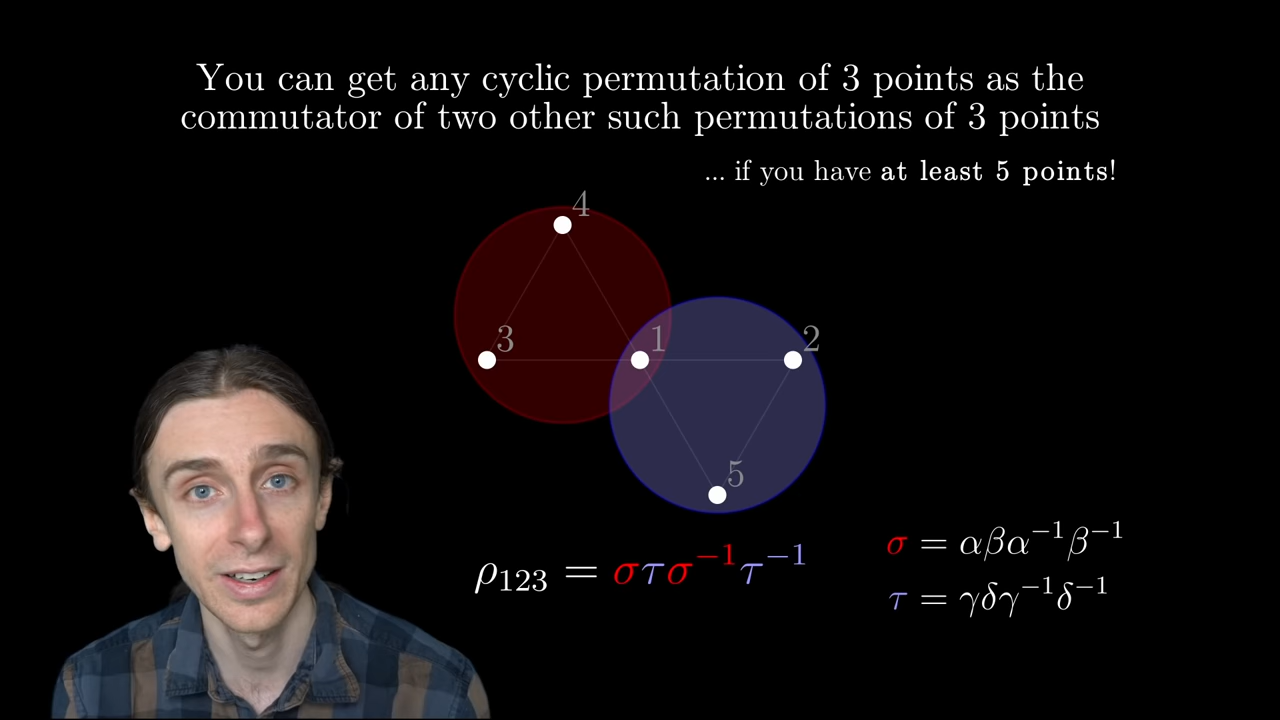 You can get any cyclic permutation of 3 points as the
commutator of two other such permutations of 3 points
... if you have at least 5 points!
4
3
1
2
5
ρ₁₂₃ = στσ⁻¹τ⁻¹
σ = αβα⁻¹β⁻¹
τ = γδγ⁻¹δ⁻¹